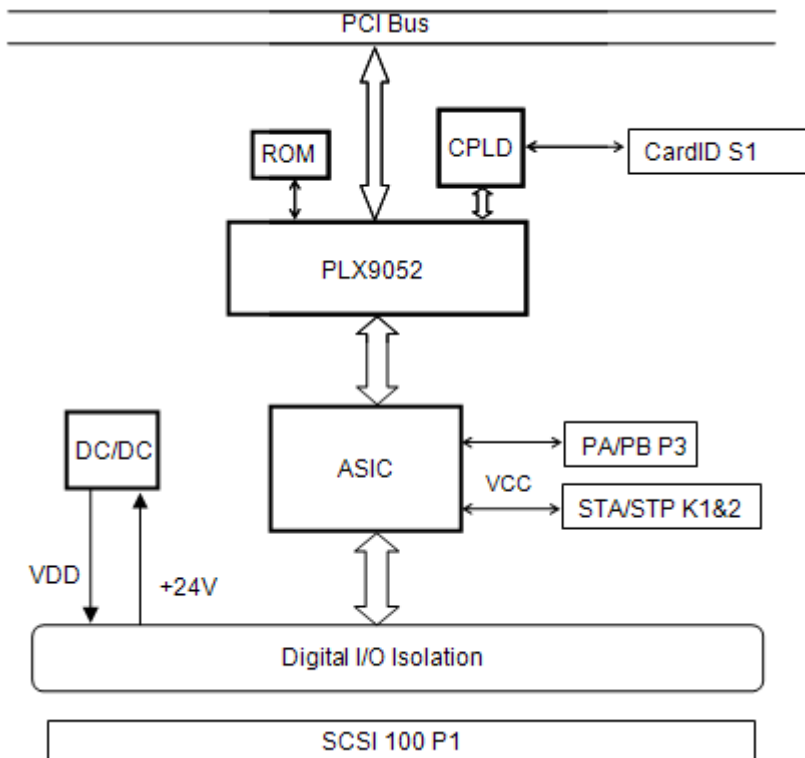 PCI Bus
ROM
CPLD
CardID S1
PLX9052
DC/DC
ASIC
PA/PB P3
VCC
STA/STP K1&2
VDD
+24V
Digital I/O Isolation
SCSI 100 P1